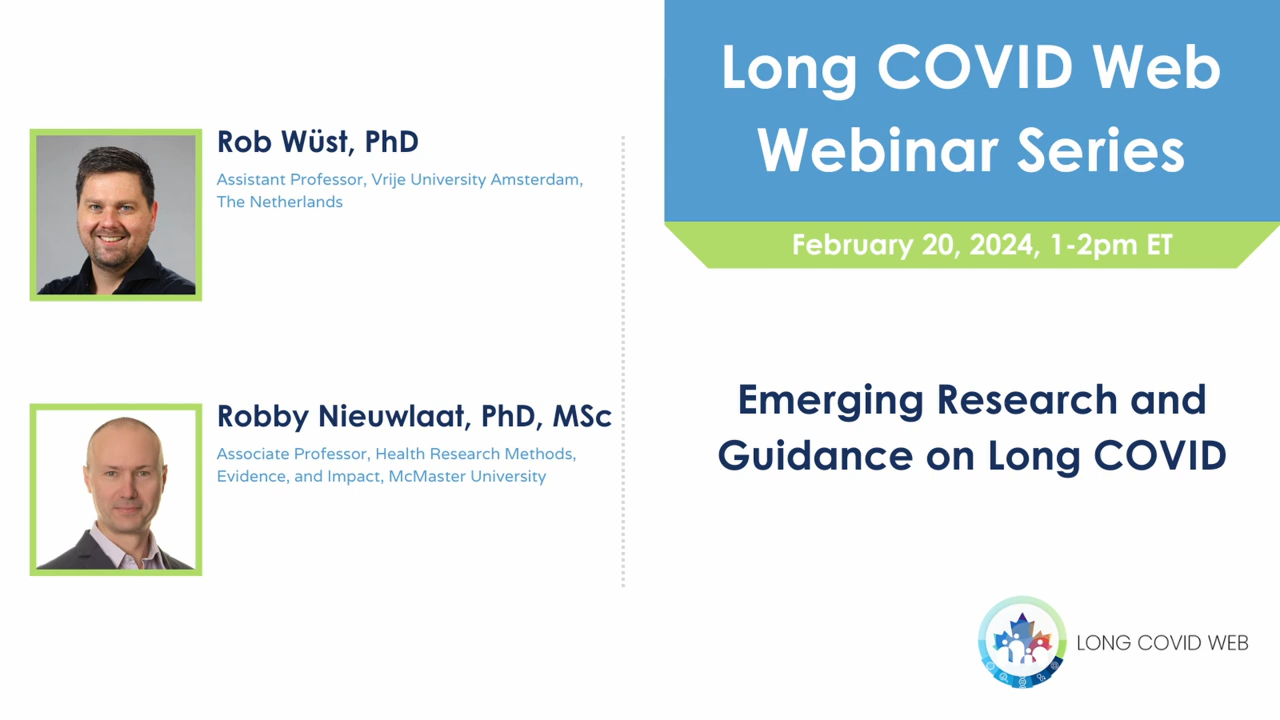 Rob Wüst, PhD
Assistant Professor, Vrije University Amsterdam,
The Netherlands
Robby Nieuwlaat, PhD, MSc
Associate Professor, Health Research Methods,
Evidence, and Impact, McMaster University
Long COVID Web
Webinar Series
February 20, 2024, 1-2pm ET
Emerging Research and
Guidance on Long COVID
LONG COVID WEB